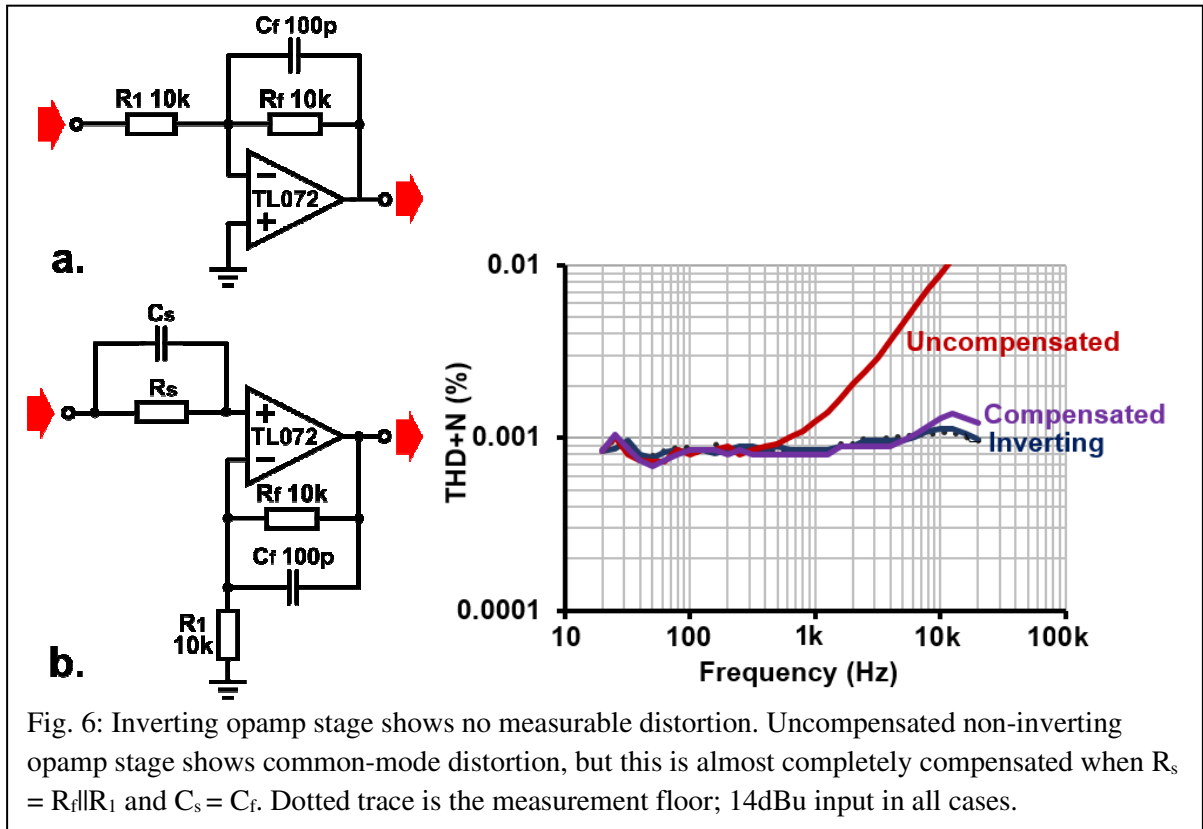 Cf 100p
R1 10k
Rf 10k
−
TL072
+
a.
Cs
Rs
+
TL072
−
Rf 10k
Cf 100p
R1
10k
b.
0.01
0.001
0.0001
THD+N (%)
Uncompensated
Compensated
Inverting
10 100 1k 10k 100k
Frequency (Hz)
Fig. 6: Inverting opamp stage shows no measurable distortion. Uncompensated non-inverting
opamp stage shows common-mode distortion, but this is almost completely compensated when Rs
= Rf||R1 and Cs = Cf. Dotted trace is the measurement floor; 14dBu input in all cases.